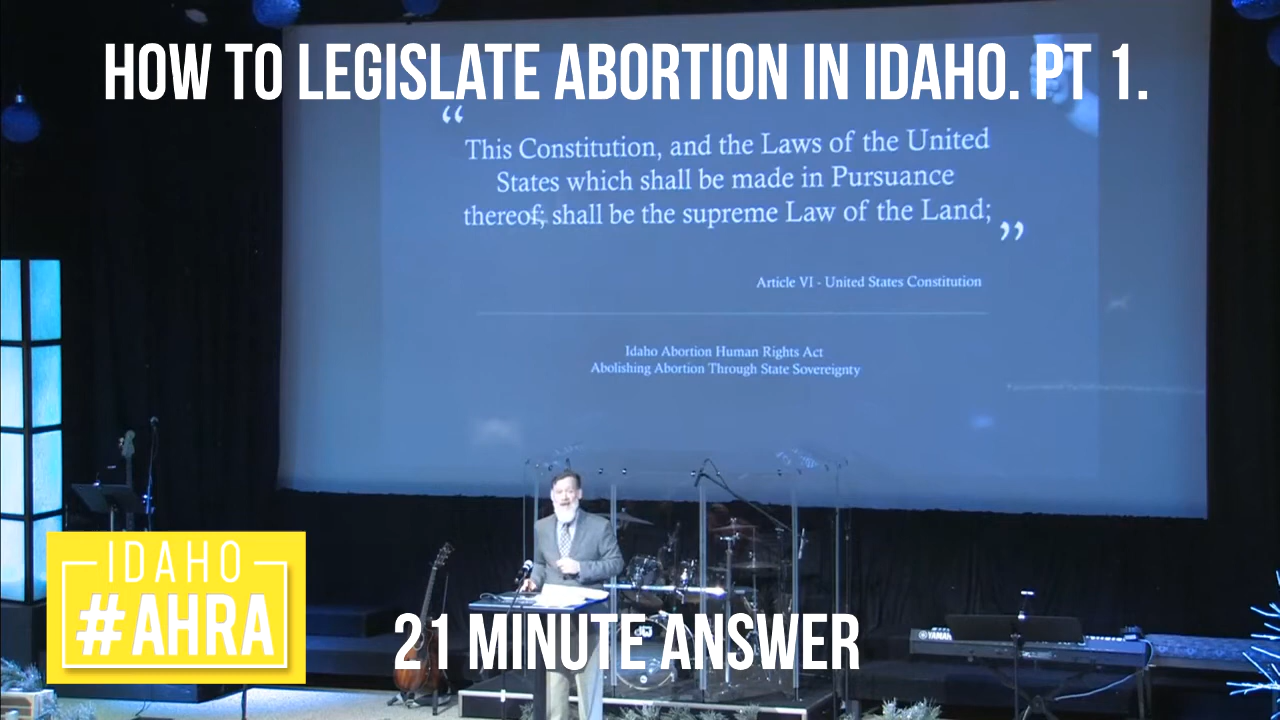 HOW TO LEGISLATE ABORTION IN IDAHO. PT 1.
“
This Constitution, and the Laws of the United
States which shall be made in Pursuance
thereof; shall be the supreme Law of the Land;
”
Article VI - United States Constitution
Idaho Abortion Human Rights Act
Abolishing Abortion Through State Sovereignty
IDAHO
#AHRA
21 MINUTE ANSWER
YAMAHA